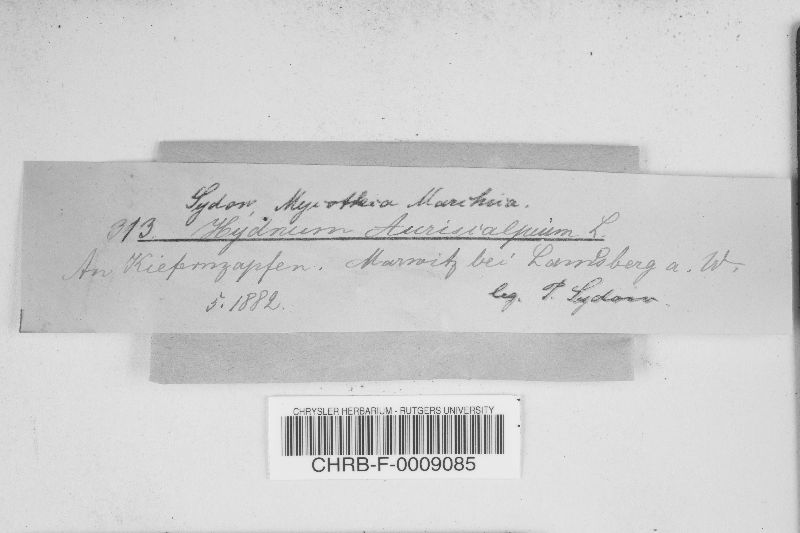 Sydow, Mycotheca Marchica.
313. Hydnum Auriscalpium L.
An Kiefernzapfen. Marwitz bei Landsberg a. W.
5. 1882. leg. P. Sydow.
CHRYSLER HERBARIUM - RUTGERS UNIVERSITY
CHRB-F-0009085